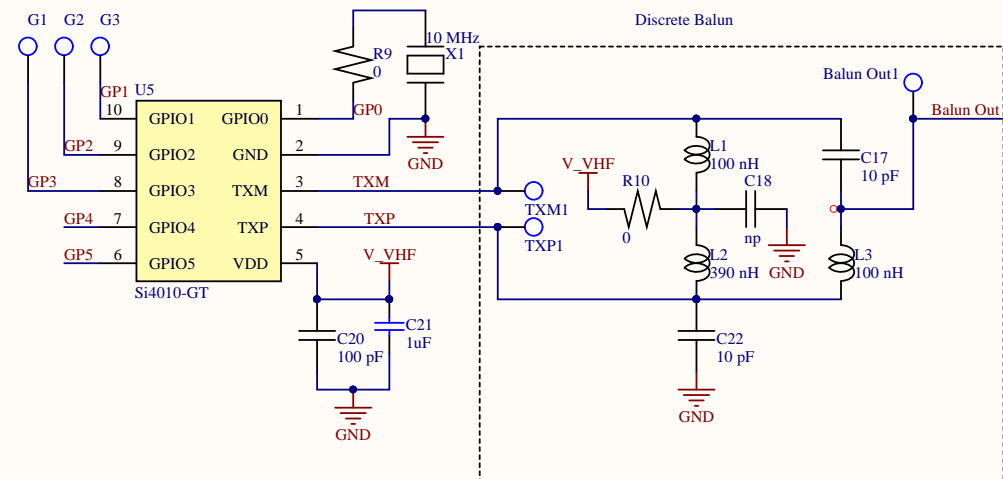 G1 G2 G3
Discrete Balun
10 MHz
R9 X1
0
Balun Out1
GP1 U5
10 GPIO1 GPIO0 1 GP0
Balun Out
L1
100 nH
C17
10 pF
GP2 9 GPIO2 GND 2
GND
V_VHF
GP3 8 GPIO3 TXM 3 TXM
R10
C18
TXM1
GP4 7 GPIO4 TXP 4 TXP
0
np
TXP1
GND
GP5 6 GPIO5 VDD 5
V_VHF
L2
390 nH
L3
100 nH
Si4010-GT
C20
100 pF
C21
1uF
C22
10 pF
GND
GND